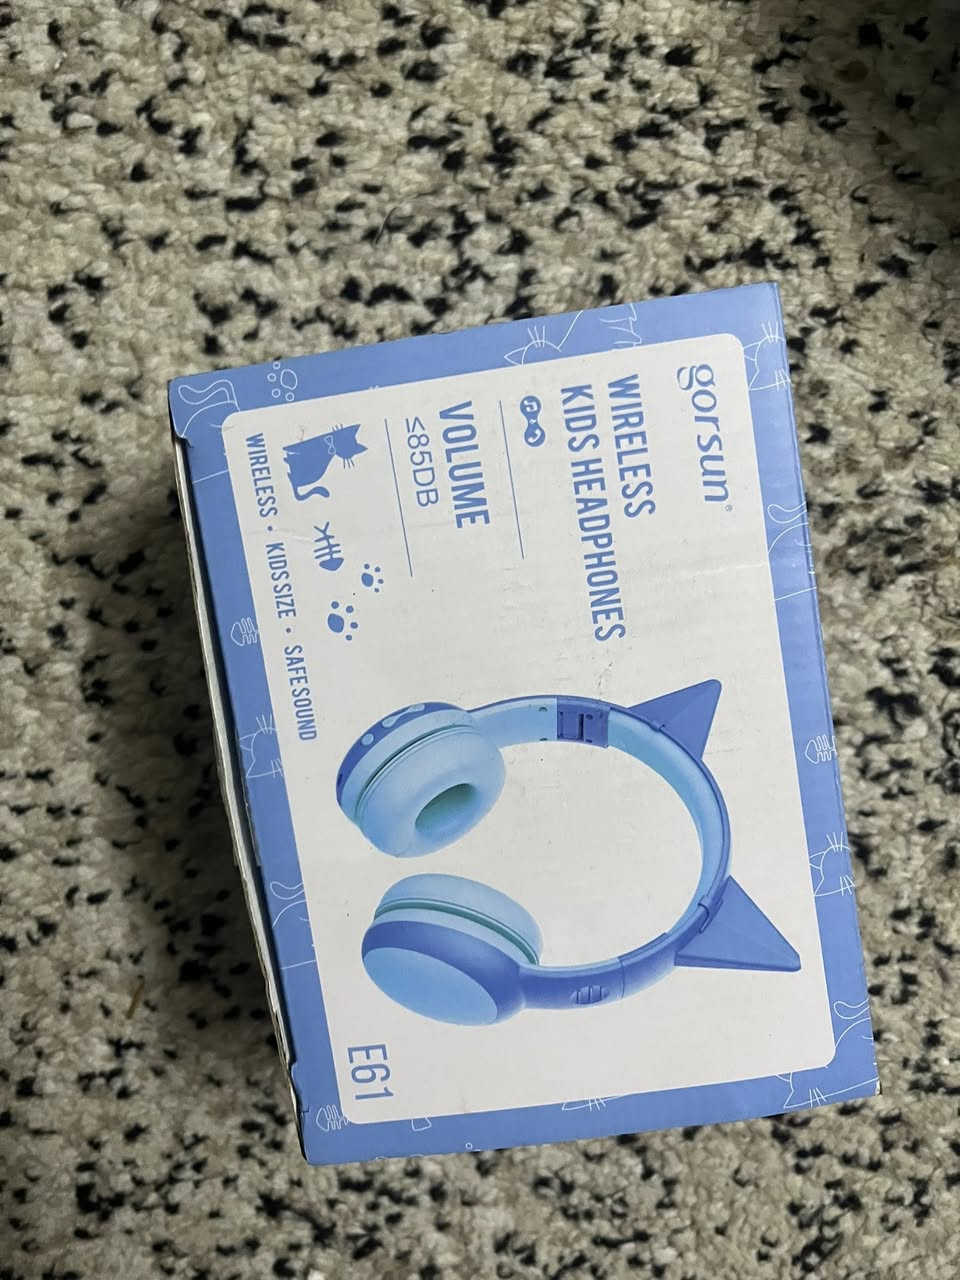 gorsun®
WIRELESS
KIDS HEADPHONES
VOLUME
≤85DB
WIRELESS • KIDS SIZE • SAFE SOUND
E61